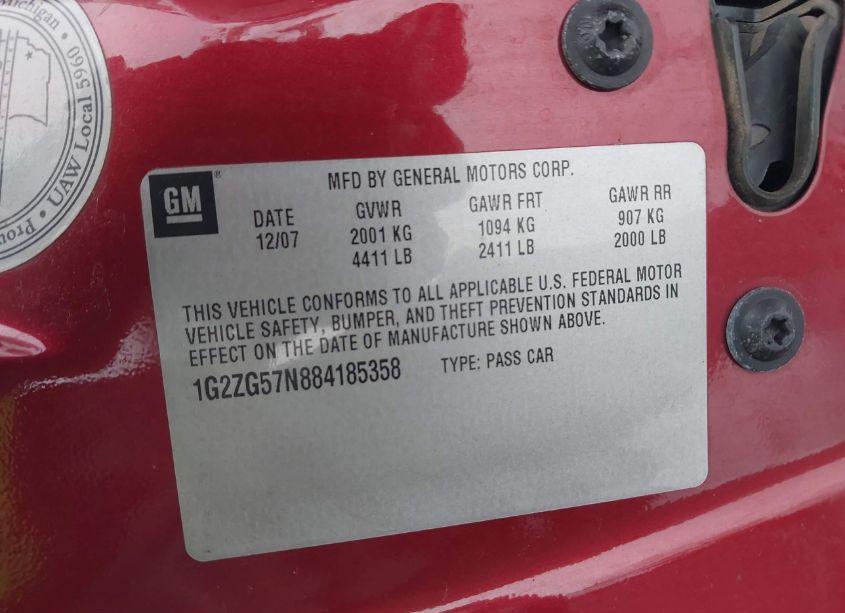 Michigan
Prou
UAW Local 5960
GM
MFD BY GENERAL MOTORS CORP.
DATE GVWR GAWR FRT GAWR RR
12/07 2001 KG 1094 KG 907 KG
4411 LB 2411 LB 2000 LB
THIS VEHICLE CONFORMS TO ALL APPLICABLE U.S. FEDERAL MOTOR
VEHICLE SAFETY, BUMPER, AND THEFT PREVENTION STANDARDS IN
EFFECT ON THE DATE OF MANUFACTURE SHOWN ABOVE.
1G2ZG57N884185358 TYPE: PASS CAR